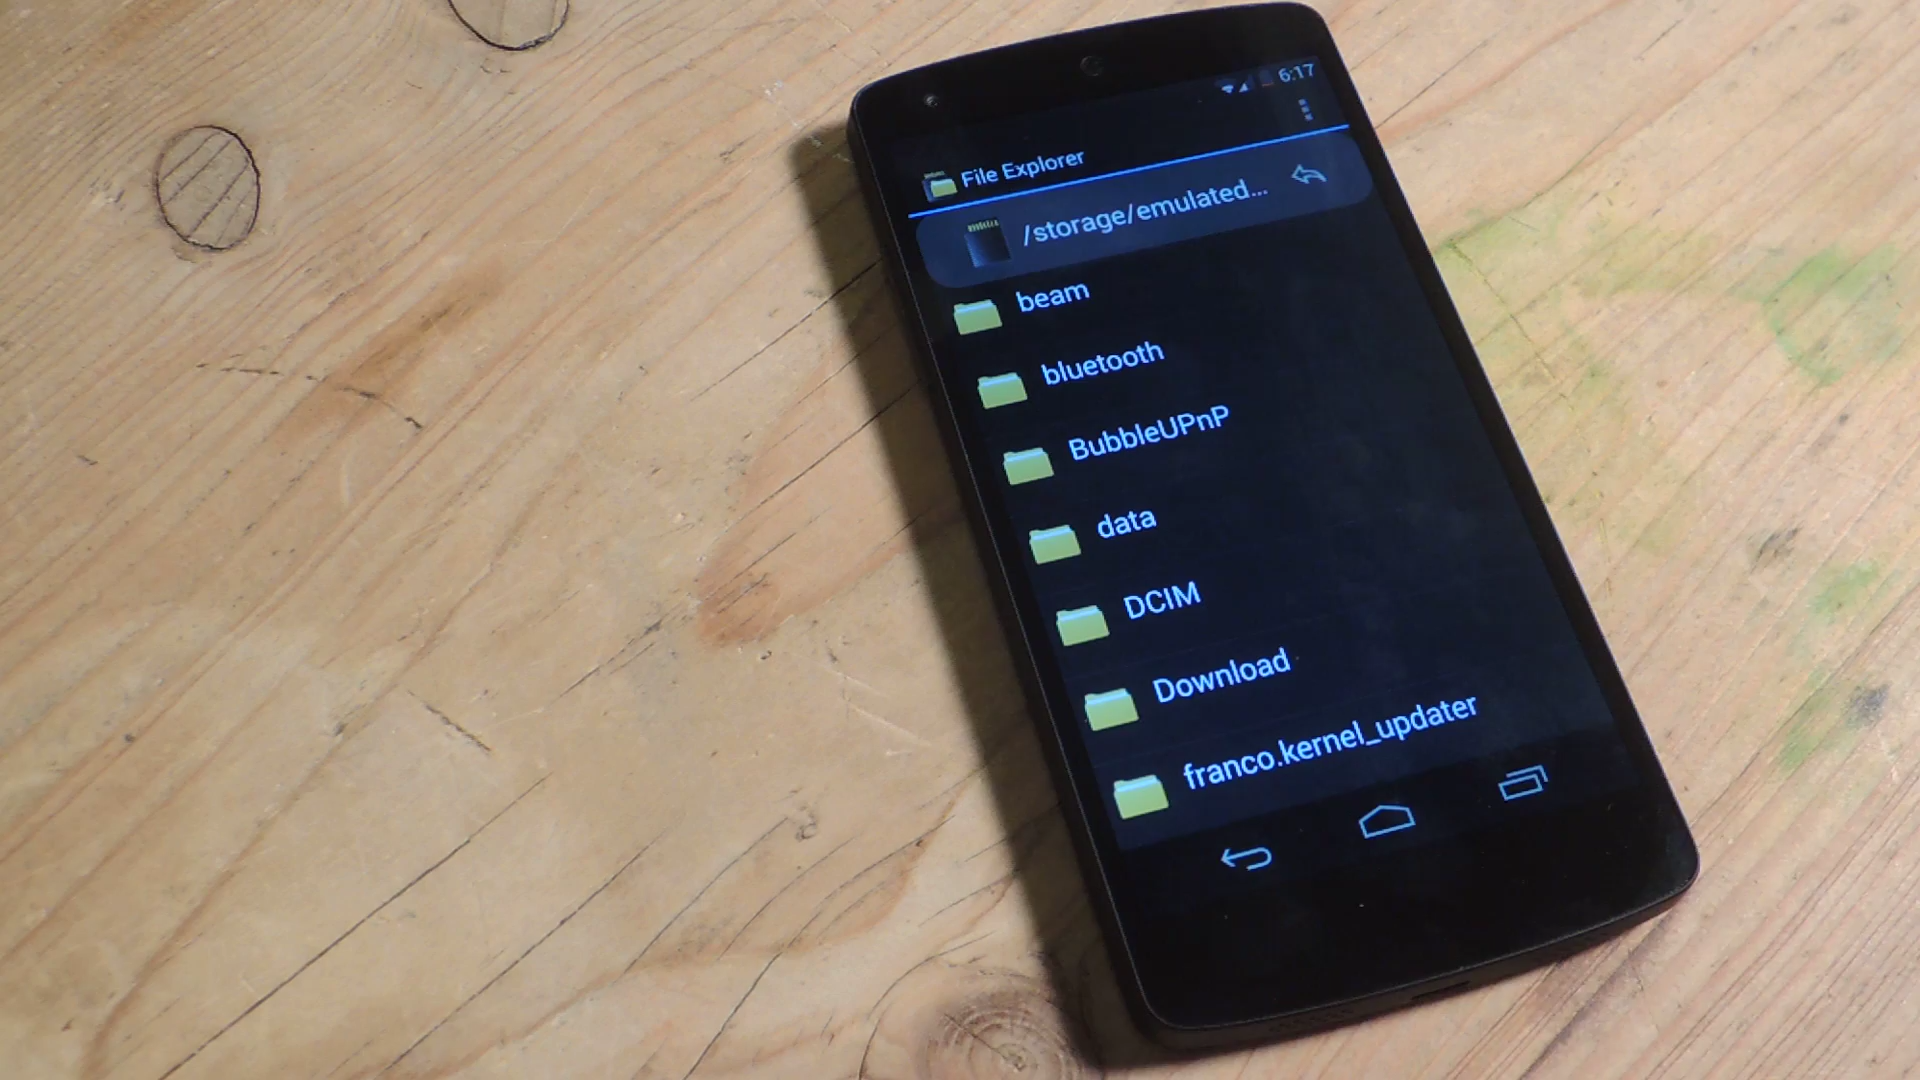 6:17
File Explorer
/storage/emulated...
beam
bluetooth
BubbleUPnP
data
DCIM
Download
franco.kernel_updater